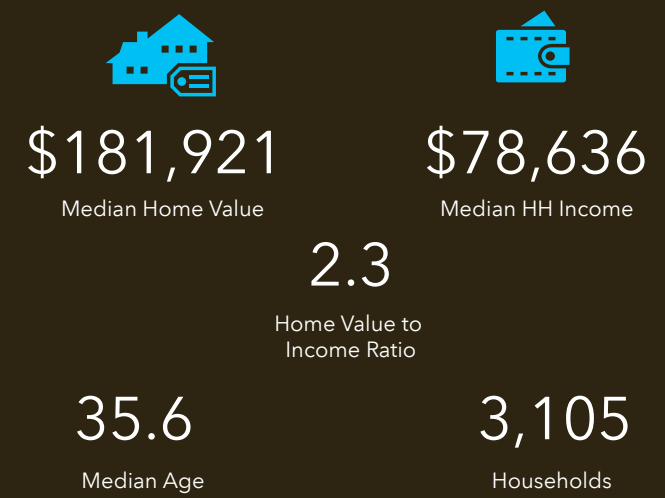 $181,921
Median Home Value
$78,636
Median HH Income
2.3
Home Value to
Income Ratio
35.6
Median Age
3,105
Households